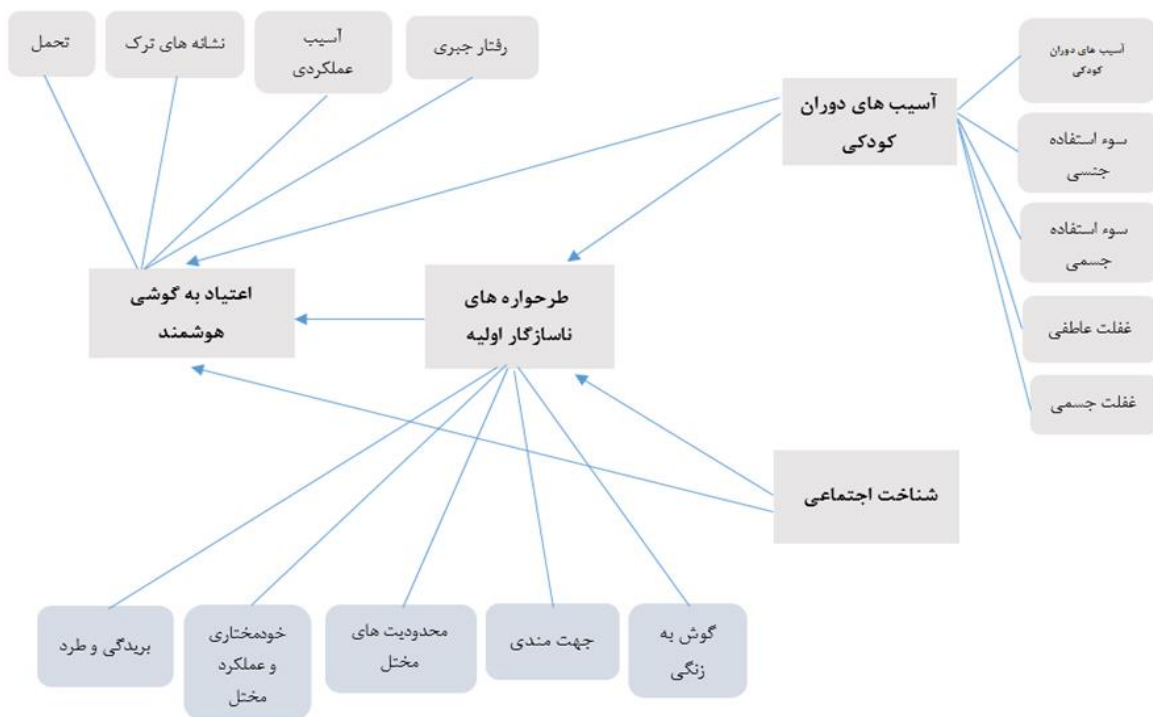 رفتار جبری
آسیب
عملکردی
نشانه های ترک
تحمل
آسیب های دوران
کودکی
سوء استفاده
جنسی
سوء استفاده
جسمی
غفلت عاطفی
غفلت جسمی
آسیب های دوران
کودکی
طرحواره های
ناسازگار اولیه
اعتیاد به گوشی
هوشمند
شناخت اجتماعی
گوش به
زنگی
جهت مندی
محدودیت های
مختل
خودمختاری
و عملکرد
مختل
بریدگی و طرد